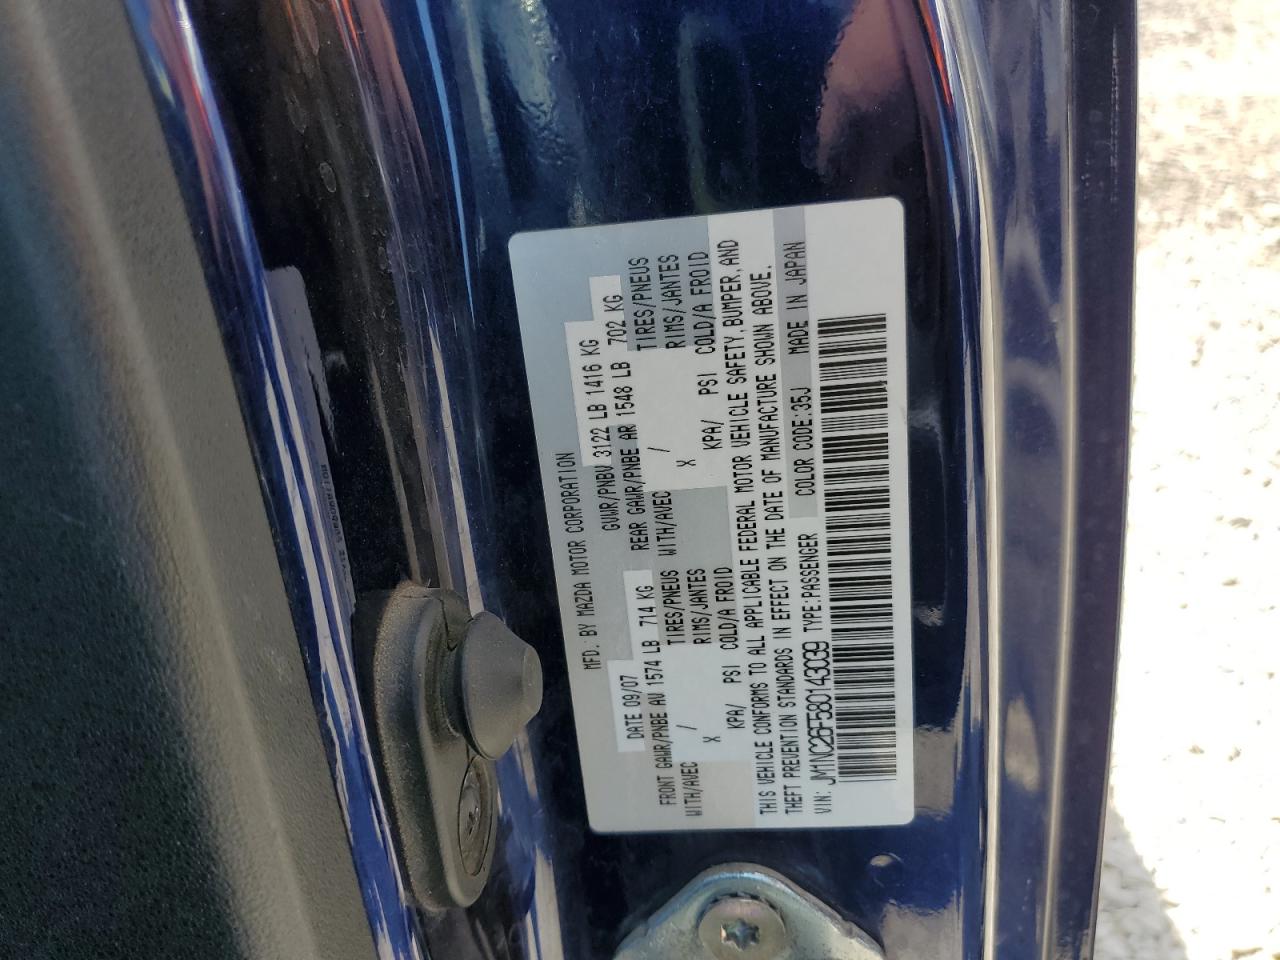 MFD. BY MAZDA MOTOR CORPORATION
DATE 09/07 GVWR/PNBV 3122 LB 1416 KG
FRONT GAWR/PNBE AV 1574 LB 714 KG REAR GAWR/PNBE AR 1548 LB 702 KG
WITH/AVEC / TIRES/PNEUS WITH/AVEC / TIRES/PNEUS
X RIMS/JANTES X RIMS/JANTES
KPA/ PSI COLD/A FROID KPA/ PSI COLD/A FROID
THIS VEHICLE CONFORMS TO ALL APPLICABLE FEDERAL MOTOR VEHICLE SAFETY, BUMPER, AND
THEFT PREVENTION STANDARDS IN EFFECT ON THE DATE OF MANUFACTURE SHOWN ABOVE.
VIN: JM1NC26F580143039 TYPE:PASSENGER COLOR CODE:35J MADE IN JAPAN